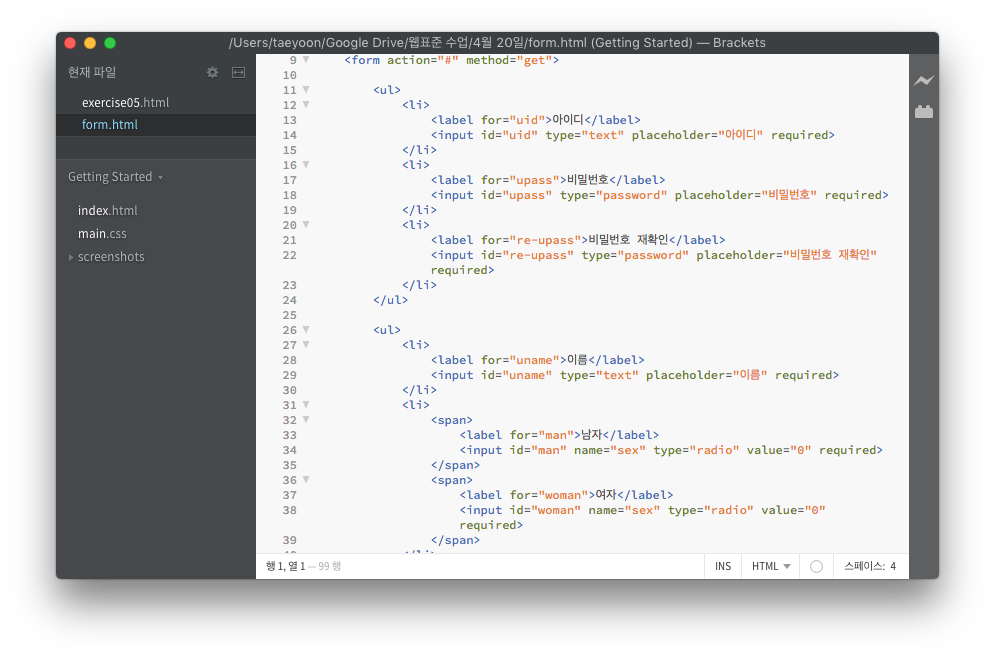 /Users/taeyoon/Google Drive/웹표준 수업/4월 20일/form.html (Getting Started) — Brackets
현재 파일
exercise05.html
form.html
Getting Started
index.html
main.css
screenshots
9 <form action="#" method="get">
10
11 <ul>
12 <li>
13 <label for="uid">아이디</label>
14 <input id="uid" type="text" placeholder="아이디" required>
15 </li>
16 <li>
17 <label for="upass">비밀번호</label>
18 <input id="upass" type="password" placeholder="비밀번호" required>
19 </li>
20 <li>
21 <label for="re-upass">비밀번호 재확인</label>
22 <input id="re-upass" type="password" placeholder="비밀번호 재확인"
required>
23 </li>
24 </ul>
25
26 <ul>
27 <li>
28 <label for="uname">이름</label>
29 <input id="uname" type="text" placeholder="이름" required>
30 </li>
31 <li>
32 <span>
33 <label for="man">남자</label>
34 <input id="man" name="sex" type="radio" value="0" required>
35 </span>
36 <span>
37 <label for="woman">여자</label>
38 <input id="woman" name="sex" type="radio" value="0"
required>
39 </span>
행 1, 열 1 — 99 행
INS
HTML
스페이스: 4